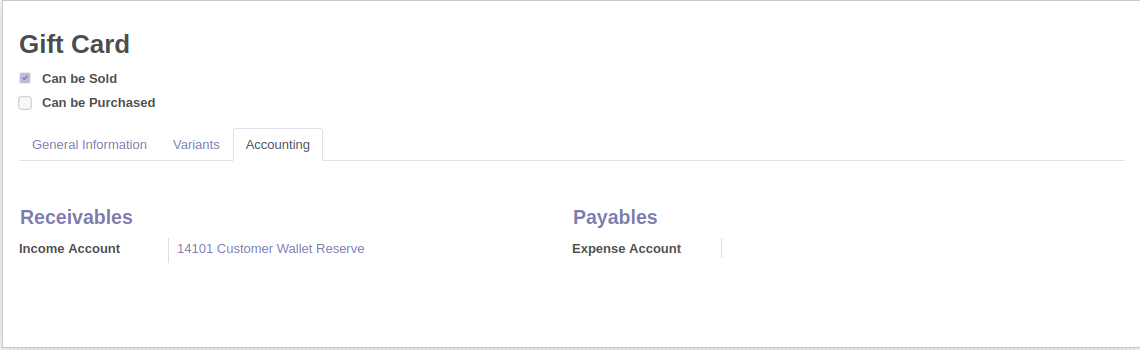 Gift Card
Can be Sold
Can be Purchased
General Information Variants Accounting
Receivables Payables
Income Account 14101 Customer Wallet Reserve Expense Account